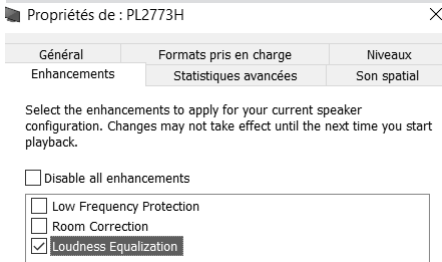 Propriétés de : PL2773H
Général Formats pris en charge Niveaux
Enhancements Statistiques avancées Son spatial
Select the enhancements to apply for your current speaker
configuration. Changes may not take effect until the next time you start
playback.
Disable all enhancements
Low Frequency Protection
Room Correction
Loudness Equalization